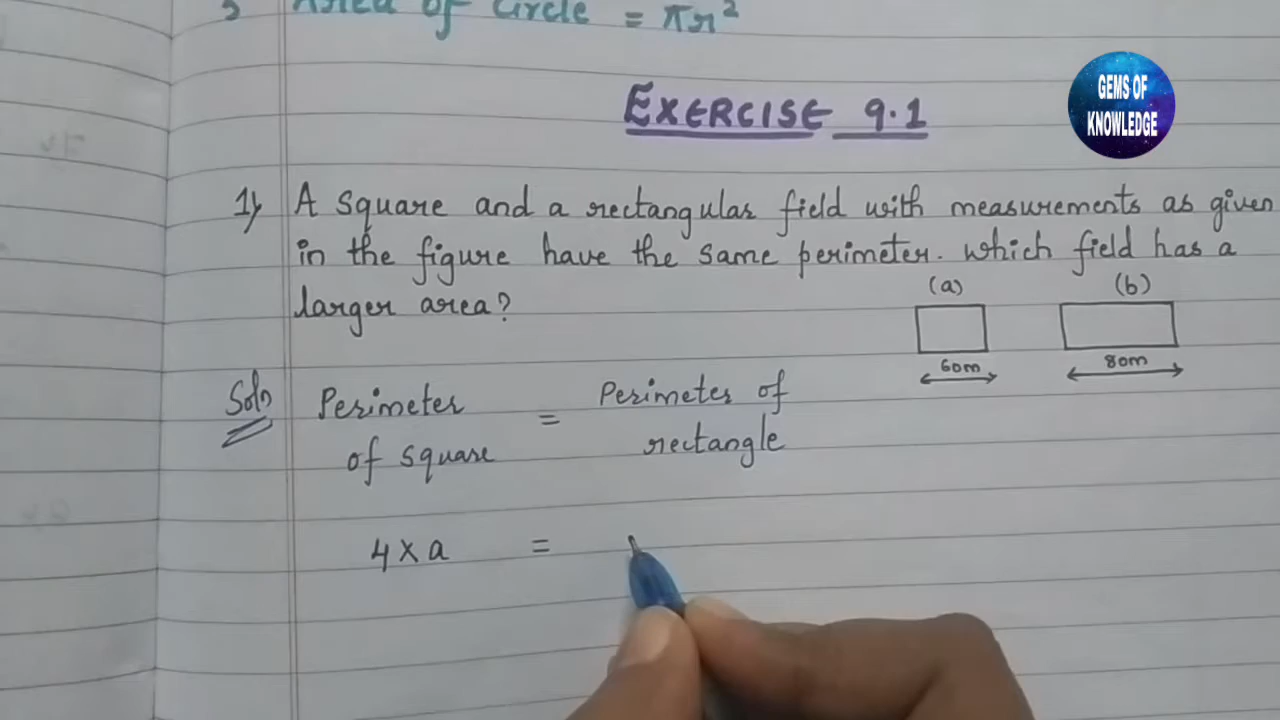 3 Area of Circle = πr²
GEMS OF
KNOWLEDGE
EXERCISE 9.1
1) A square and a rectangular field with measurements as given
in the figure have the same perimeter. Which field has a
larger area?
(a) (b)
60m 80m
Soln Perimeter = Perimeter of
of square rectangle
4 × a =